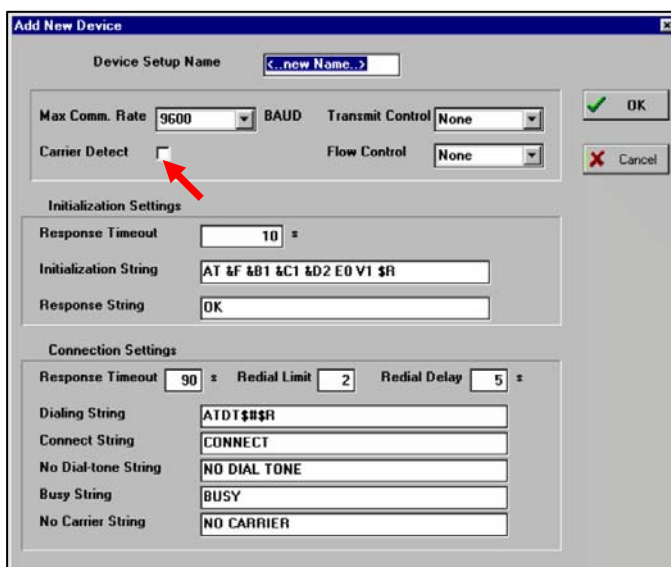 Add New Device
Device Setup Name <..new Name..>
Max Comm. Rate 9600 BAUD Transmit Control None
OK
Carrier Detect Flow Control None
Cancel
Initialization Settings
Response Timeout 10 s
Initialization String AT &F &B1 &C1 &D2 E0 V1 $R
Response String OK
Connection Settings
Response Timeout 90 s Redial Limit 2 Redial Delay 5 s
Dialing String ATDT$#$R
Connect String CONNECT
No Dial-tone String NO DIAL TONE
Busy String BUSY
No Carrier String NO CARRIER